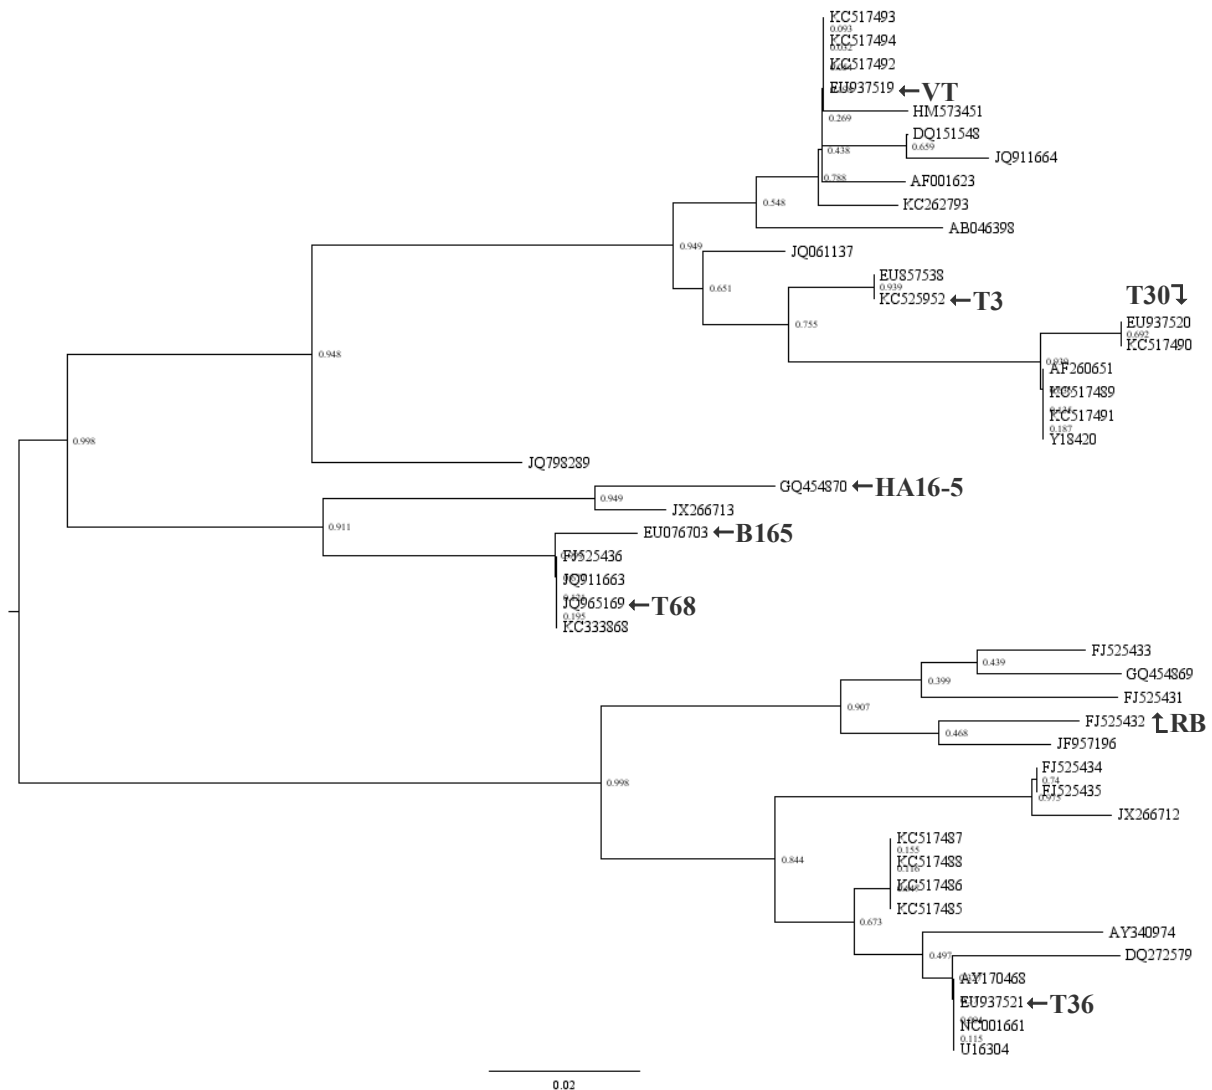 KC517493
0.093
KC517494
0.032
KC517492
EU937519 ←VT
HM573451
0.269
DQ151548
0.659
0.438
JQ911664
0.788
AF001623
0.548
KC262793
AB046398
0.949
JQ061137
0.651
EU857538
0.939
KC525952 ←T3
T30
0.755
EU937520
0.692
KC517490
0.948
AF260651
KC517489
KC517491
0.187
Y18420
0.998
JQ798289
GQ454870 ←HA16-5
0.949
JX266713
0.911
EU076703 ←B165
FJ525436
JQ911663
JQ965169 ←T68
0.195
KC333868
FJ525433
0.439
GQ454869
0.399
FJ525431
0.907
FJ525432 RB
0.468
JF957196
FJ525434
0.74
0.998
FJ525435
0.975
JX266712
KC517487
0.155
0.844
KC517488
0.116
KC517486
KC517485
0.673
AY340974
0.497
DQ272579
AY170468
EU937521 ←T36
NC001661
0.115
U16304
0.02